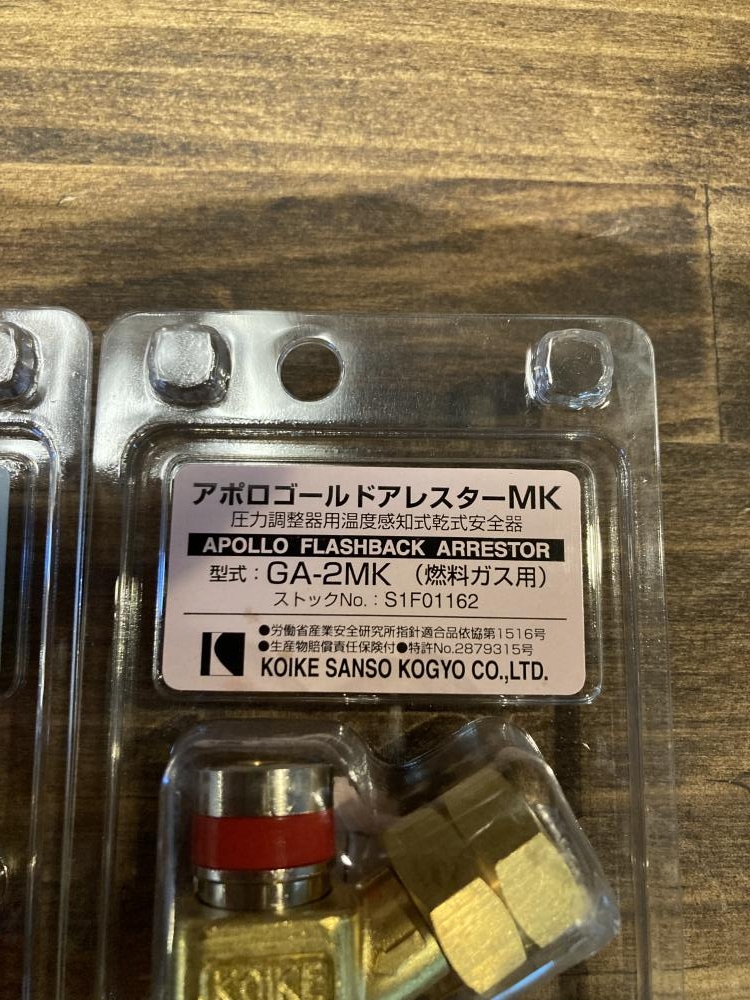 アポロゴールドアレスターMK
圧力調整器用温度感知式乾式安全器
APOLLO FLASHBACK ARRESTOR
型式：GA-2MK （燃料ガス用）
ストックNo.：S1F01162
●労働省産業安全研究所指針適合品依協第1516号
●生産物賠償責任保険付●特許No.2879315号
KOIKE SANSO KOGYO CO.,LTD.
KOIKE